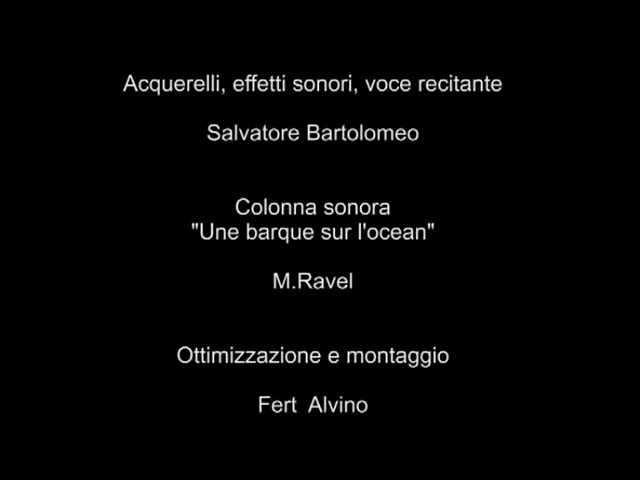 Acquerelli, effetti sonori, voce recitante
Salvatore Bartolomeo
Colonna sonora
"Une barque sur l'ocean"
M.Ravel
Ottimizzazione e montaggio
Fert Alvino